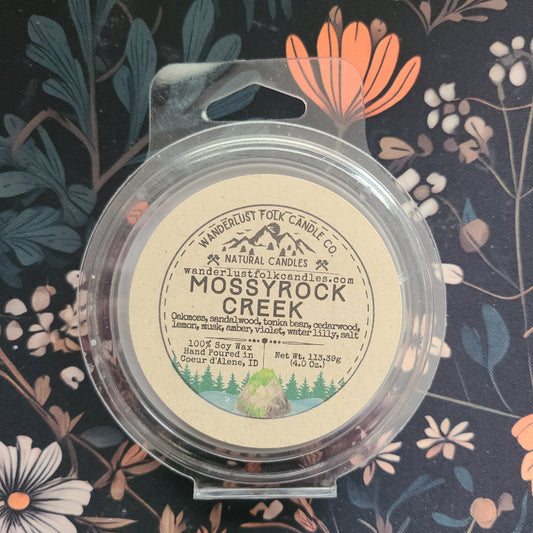 WANDERLUST FOLK CANDLE CO.
NATURAL CANDLES
wanderlustfolkcandles.com
MOSSYROCK
CREEK
Oakmoss, sandalwood, tonka bean, cedarwood,
lemon, musk, amber, violet, water lilly, salt
100% Soy Wax
Hand Poured in
Coeur d'Alene, ID
Net Wt. 113.39g
(4.0 Oz.)